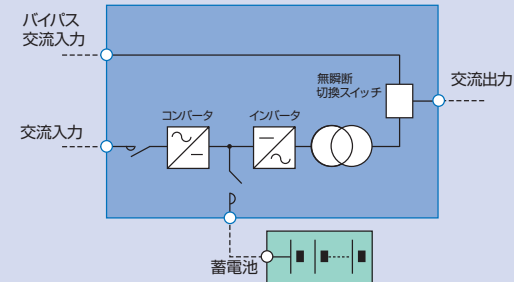 バイパス
交流入力
無瞬断
切換スイッチ
交流出力
コンバータ
インバータ
交流入力
蓄電池